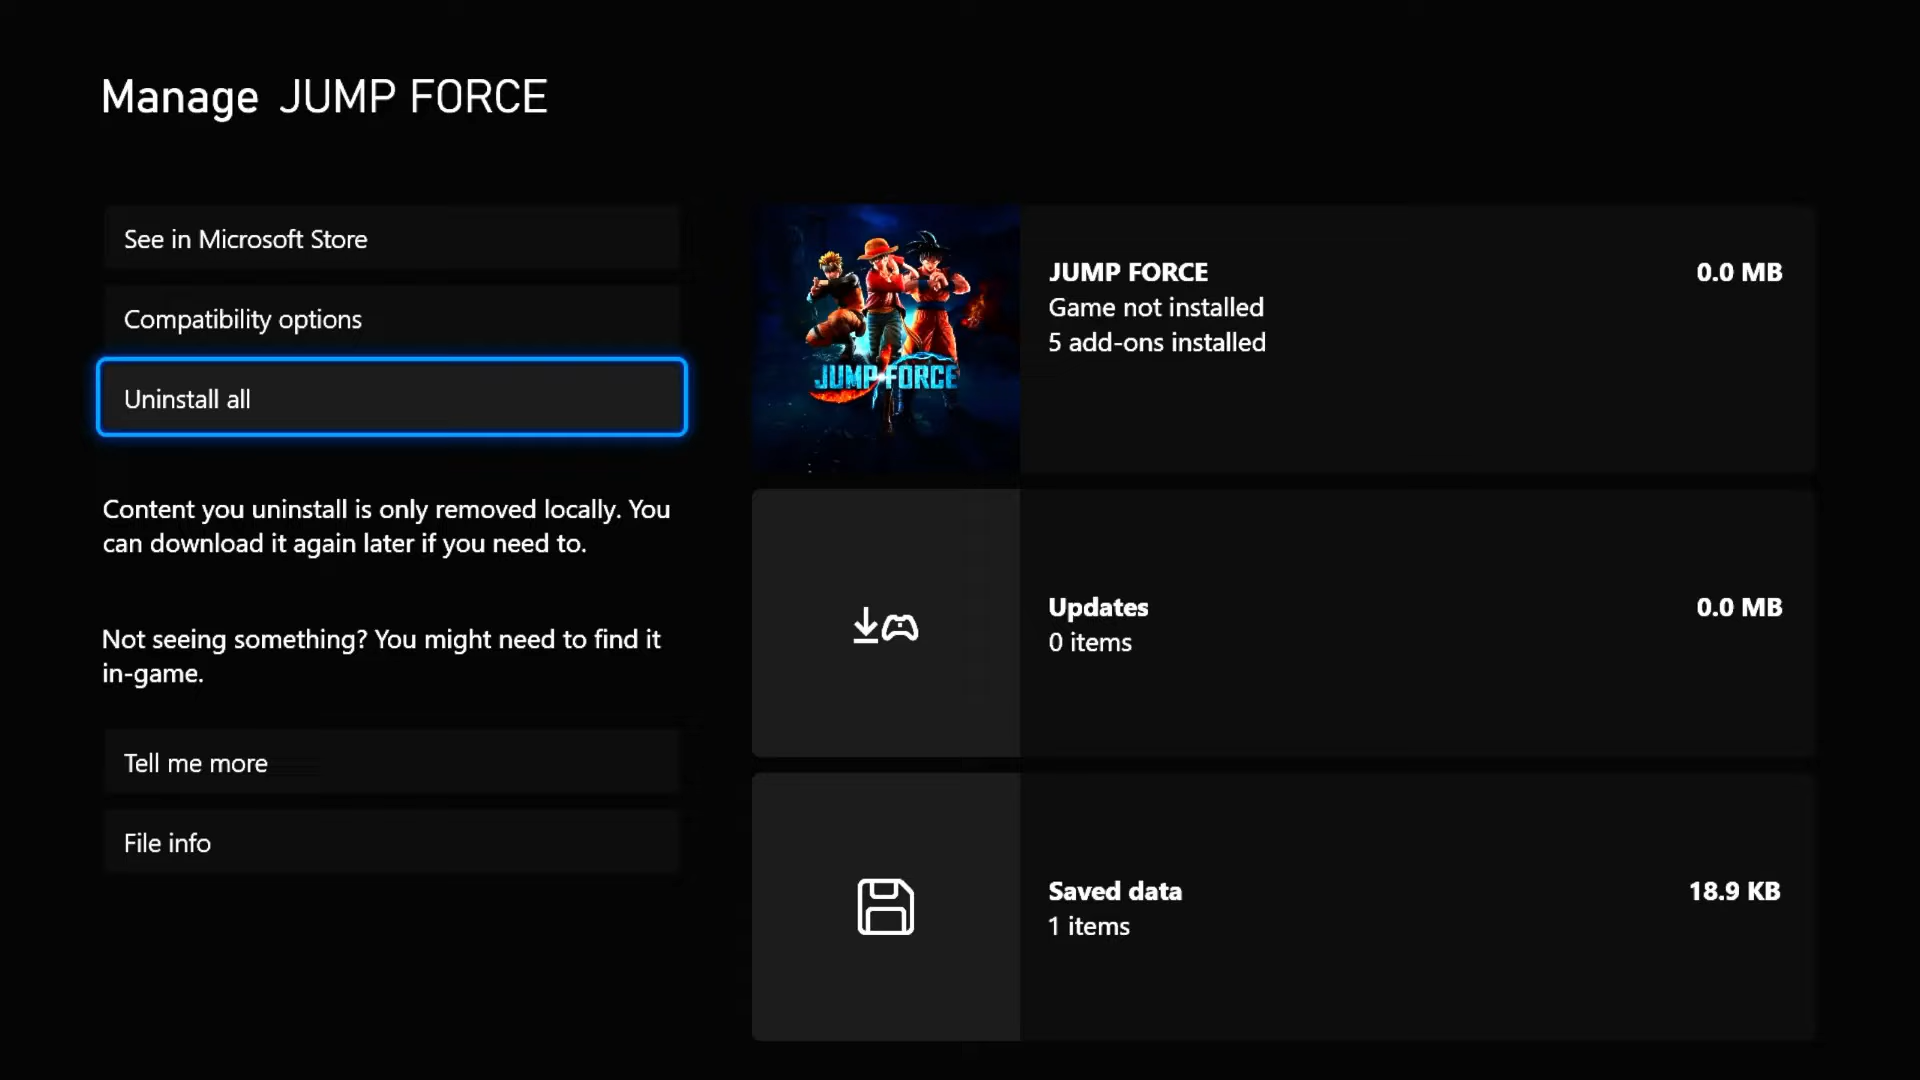 Manage JUMP FORCE
See in Microsoft Store
Compatibility options
Uninstall all
Content you uninstall is only removed locally. You
can download it again later if you need to.
Not seeing something? You might need to find it
in-game.
Tell me more
File info
JUMP FORCE
JUMP FORCE 0.0 MB
Game not installed
5 add-ons installed
Updates 0.0 MB
0 items
Saved data 18.9 KB
1 items